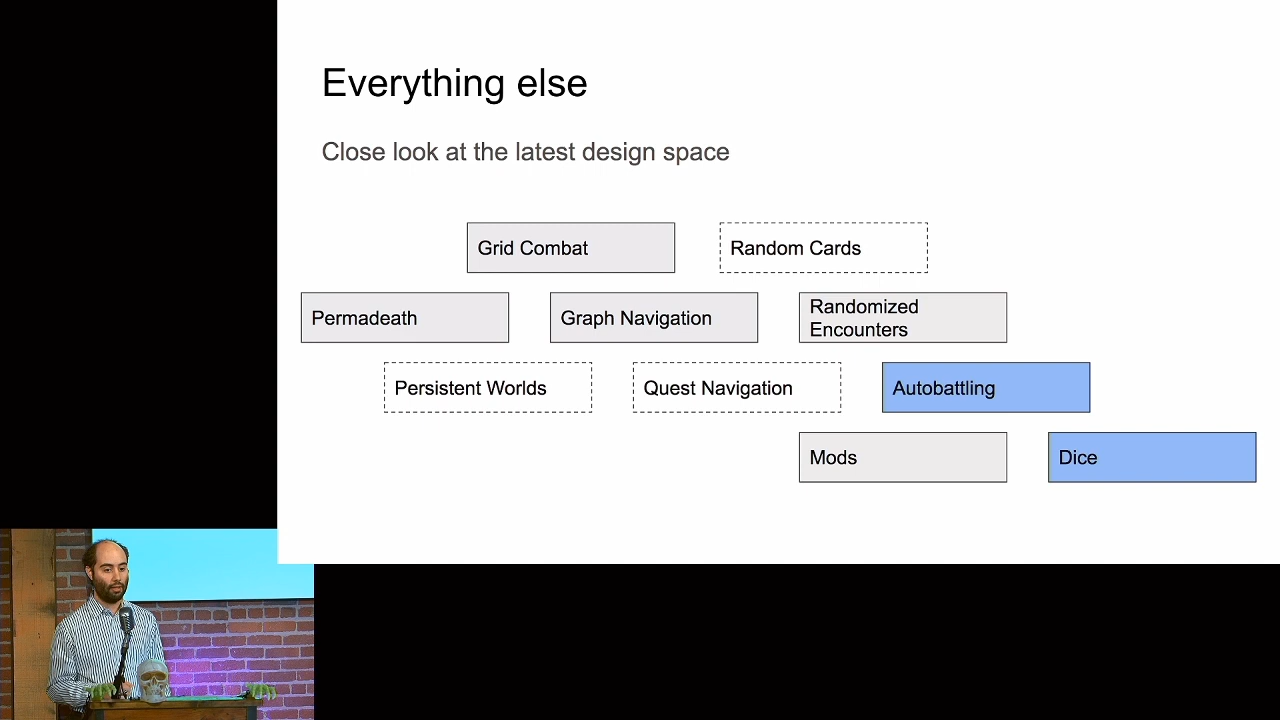 Everything else
Close look at the latest design space
Grid Combat
Random Cards
Permadeath
Graph Navigation
Randomized
Encounters
Persistent Worlds
Quest Navigation
Autobattling
Mods
Dice